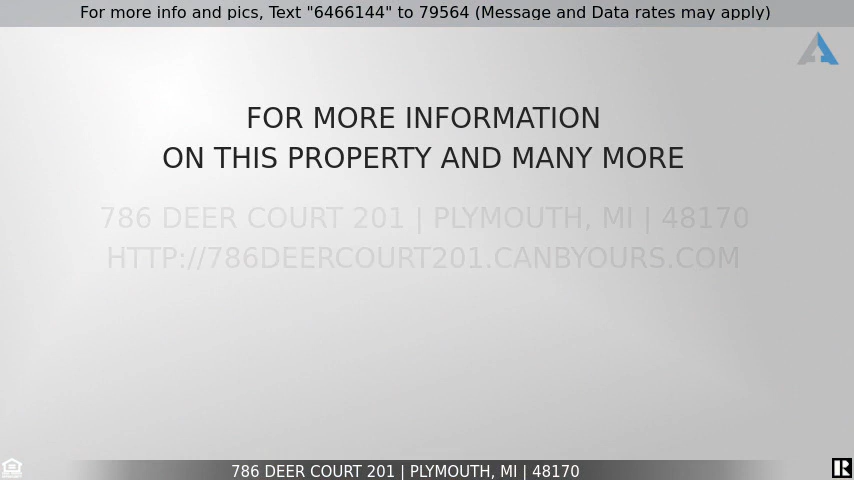 For more info and pics, Text "6466144" to 79564 (Message and Data rates may apply)
FOR MORE INFORMATION
ON THIS PROPERTY AND MANY MORE
786 DEER COURT 201 | PLYMOUTH, MI | 48170
HTTP://786DEERCOURT201.CANBYOURS.COM
786 DEER COURT 201 | PLYMOUTH, MI | 48170